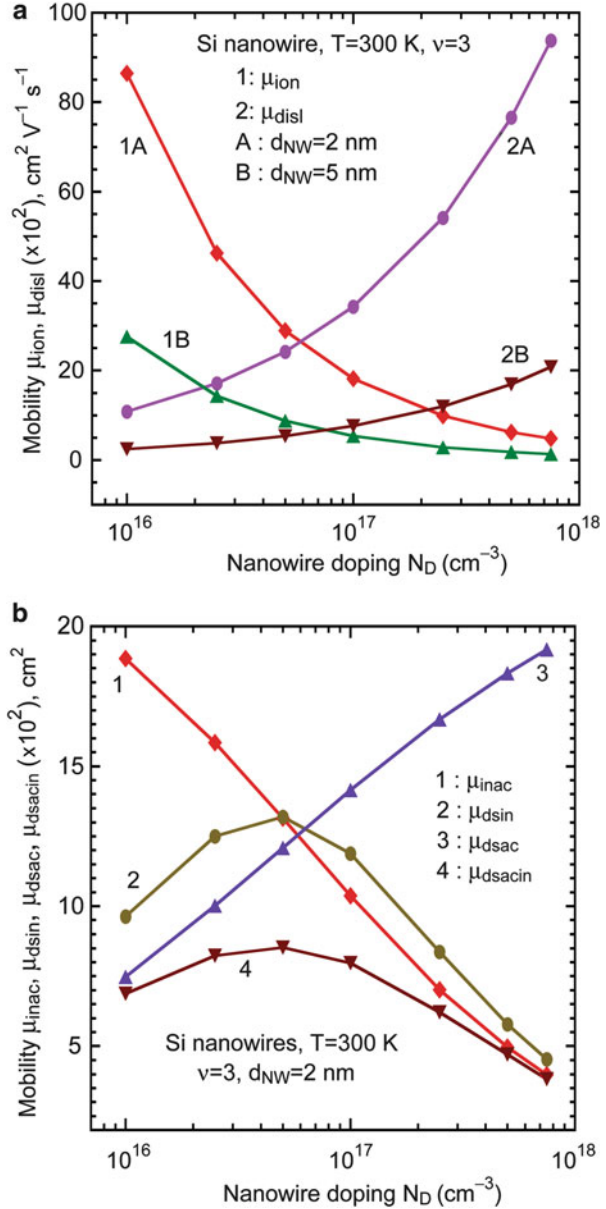 a
100
80
60
40
20
0
Mobility μion, μdisl (×10²), cm² V⁻¹ s⁻¹
Si nanowire, T=300 K, ν=3
1: μion
2: μdisl
A : dNW=2 nm
B : dNW=5 nm
1A
2A
1B
2B
10¹⁶
10¹⁷
10¹⁸
Nanowire doping ND (cm⁻³)
b
20
15
10
5
Mobility μinac, μdsin, μdsac, μdsacin (×10²), cm²
1
3
1 : μinac
2 : μdsin
3 : μdsac
4 : μdsacin
2
4
Si nanowires, T=300 K
ν=3, dNW=2 nm
10¹⁶
10¹⁷
10¹⁸
Nanowire doping ND (cm⁻³)